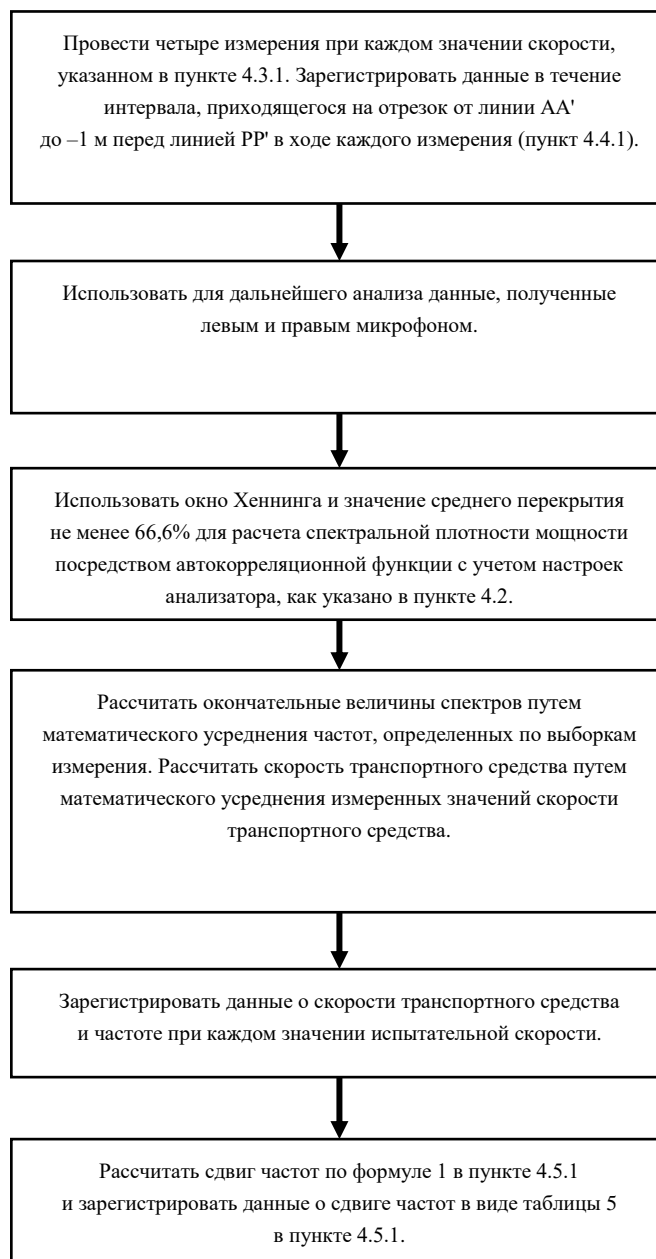 Провести четыре измерения при каждом значении скорости,
указанном в пункте 4.3.1. Зарегистрировать данные в течение
интервала, приходящегося на отрезок от линии AA'
до –1 м перед линией PP' в ходе каждого измерения (пункт 4.4.1).
Использовать для дальнейшего анализа данные, полученные
левым и правым микрофоном.
Использовать окно Хеннинга и значение среднего перекрытия
не менее 66,6% для расчета спектральной плотности мощности
посредством автокорреляционной функции с учетом настроек
анализатора, как указано в пункте 4.2.
Рассчитать окончательные величины спектров путем
математического усреднения частот, определенных по выборкам
измерения. Рассчитать скорость транспортного средства путем
математического усреднения измеренных значений скорости
транспортного средства.
Зарегистрировать данные о скорости транспортного средства
и частоте при каждом значении испытательной скорости.
Рассчитать сдвиг частот по формуле 1 в пункте 4.5.1
и зарегистрировать данные о сдвиге частот в виде таблицы 5
в пункте 4.5.1.